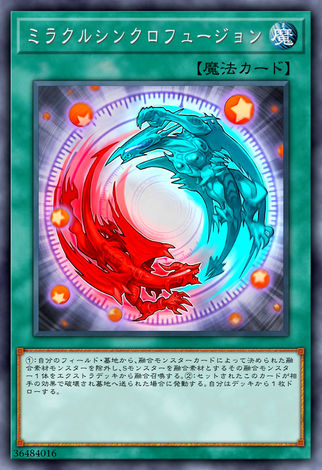 ミラクルシンクロフュージョン 魔
【魔法カード】
①:自分のフィールド・墓地から、融合モンスターカードによって決められた融
合素材モンスターを除外し、Sモンスターを融合素材とするその融合モンスタ
ー1体をエクストラデッキから融合召喚する。②:セットされたこのカードが相
手の効果で破壊され墓地へ送られた場合に発動する。自分はデッキから1枚ド
ローする。
36484016